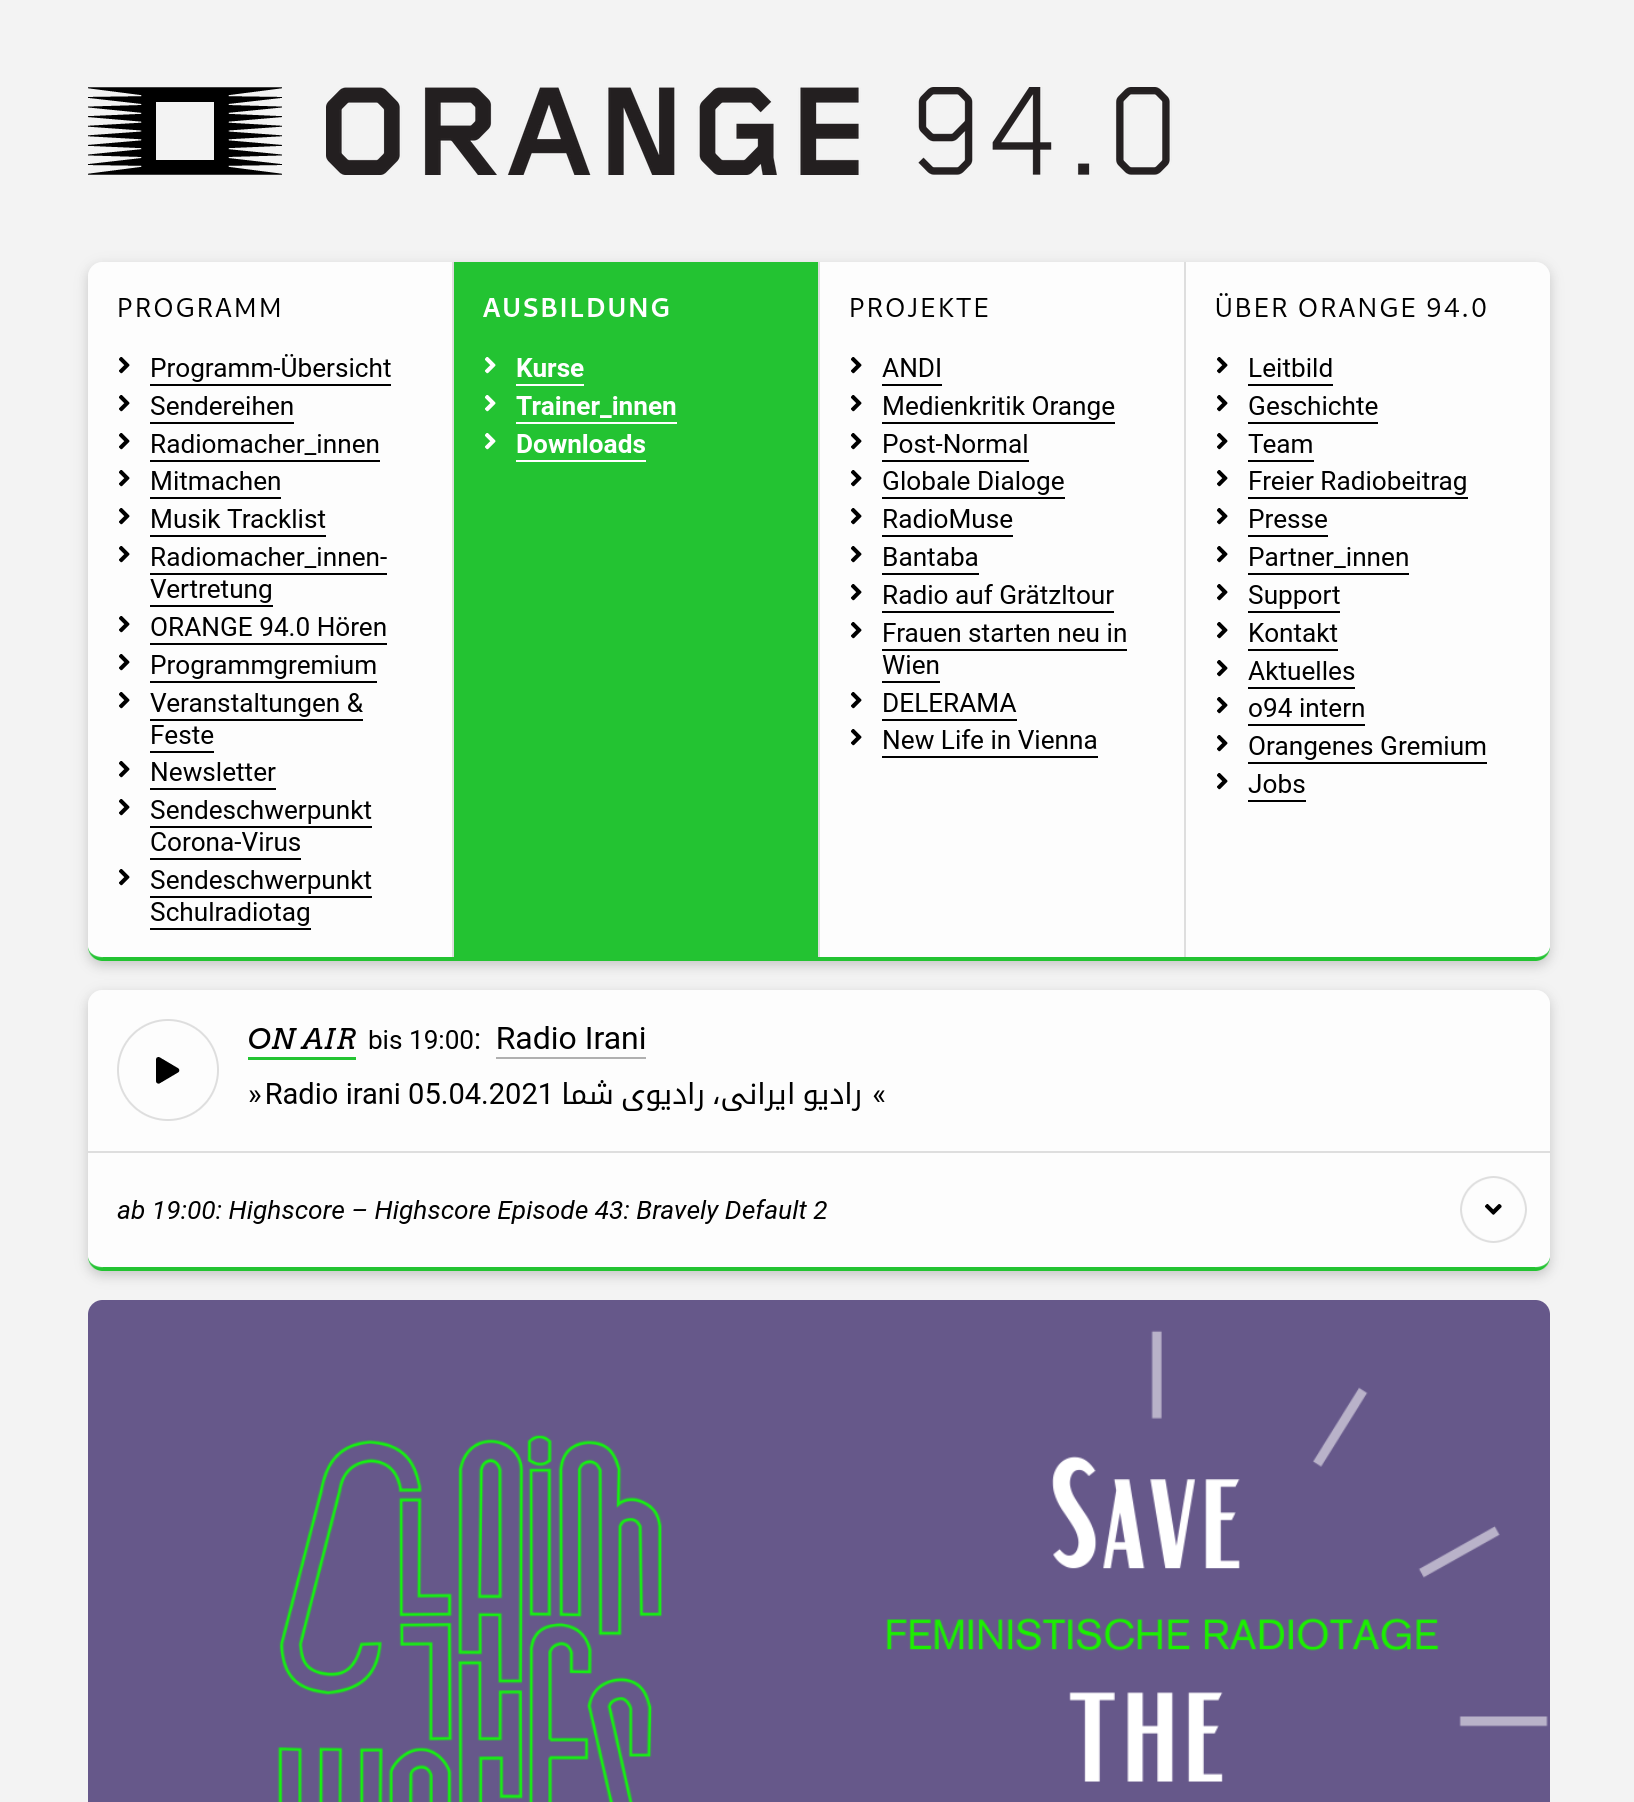 ORANGE 94.0
PROGRAMM
Programm-Übersicht
Sendereihen
Radiomacher_innen
Mitmachen
Musik Tracklist
Radiomacher_innen-
Vertretung
ORANGE 94.0 Hören
Programmgremium
Veranstaltungen &
Feste
Newsletter
Sendeschwerpunkt
Corona-Virus
Sendeschwerpunkt
Schulradiotag
AUSBILDUNG
Kurse
Trainer_innen
Downloads
PROJEKTE
ANDI
Medienkritik Orange
Post-Normal
Globale Dialoge
RadioMuse
Bantaba
Radio auf Grätzltour
Frauen starten neu in
Wien
DELERAMA
New Life in Vienna
ÜBER ORANGE 94.0
Leitbild
Geschichte
Team
Freier Radiobeitrag
Presse
Partner_innen
Support
Kontakt
Aktuelles
o94 intern
Orangenes Gremium
Jobs
ON AIR bis 19:00: Radio Irani
»Radio irani 05.04.2021 رادیو ایرانی، رادیوی شما «
ab 19:00: Highscore – Highscore Episode 43: Bravely Default 2
CLAIM
THE
SAVE
FEMINISTISCHE RADIOTAGE
THE